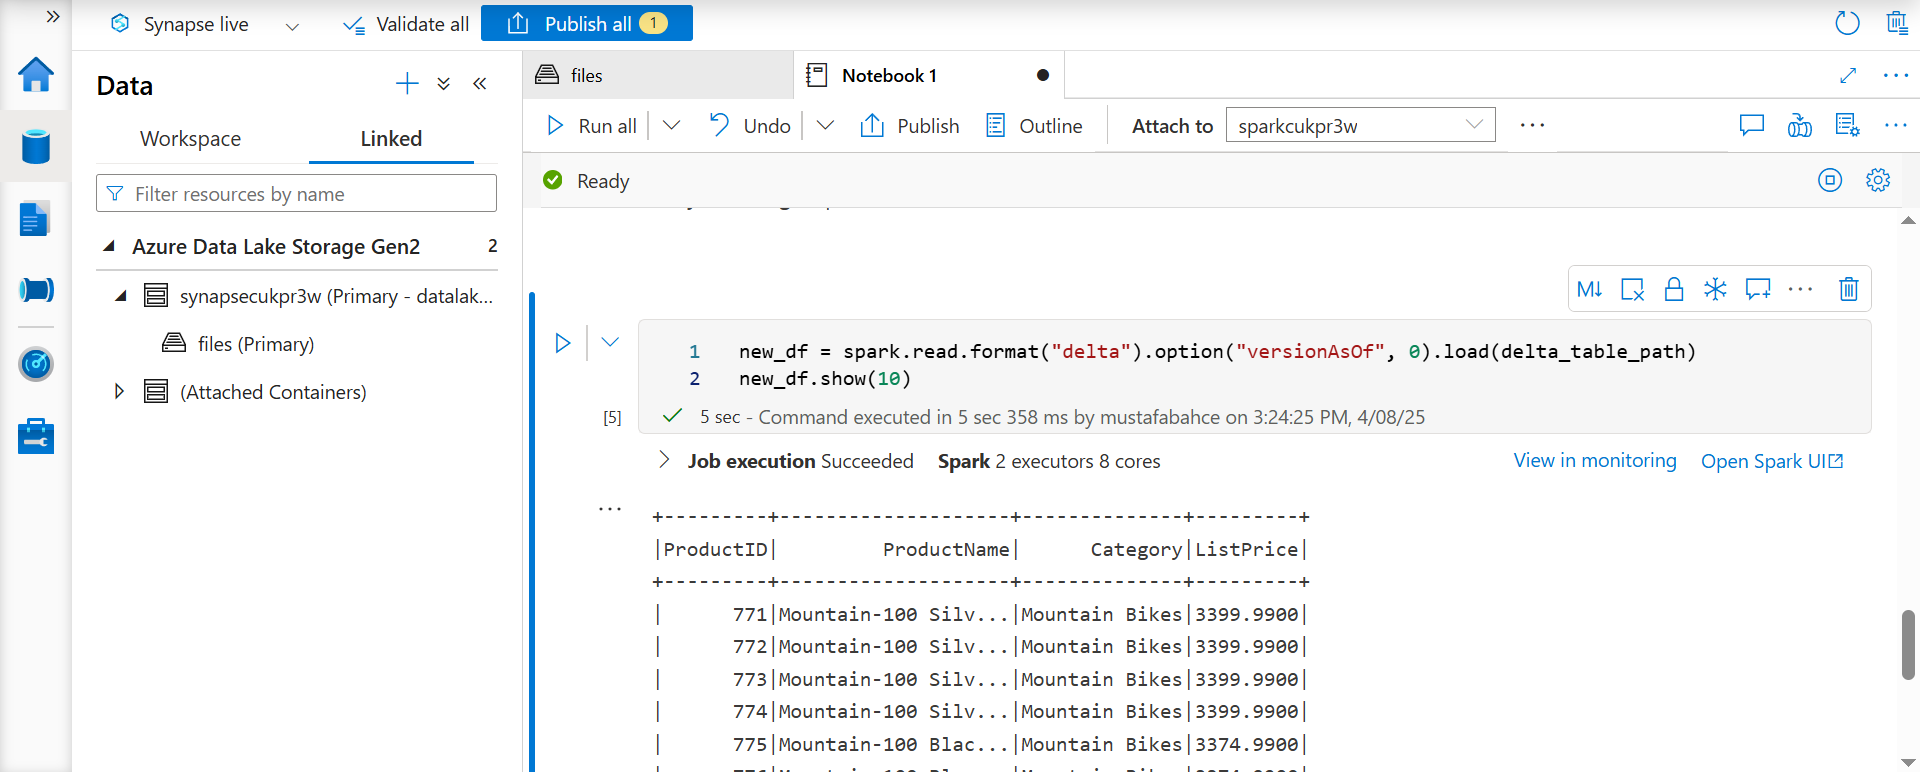 Synapse live
Validate all
Publish all 1
Data
Workspace
Linked
Filter resources by name
Azure Data Lake Storage Gen2 2
synapsecukpr3w (Primary - datalak...
files (Primary)
(Attached Containers)
files
Notebook 1
Run all
Undo
Publish
Outline
Attach to
sparkcukpr3w
Ready
M↓
1 new_df = spark.read.format("delta").option("versionAsOf", 0).load(delta_table_path)
2 new_df.show(10)
[5] 5 sec - Command executed in 5 sec 358 ms by mustafabahce on 3:24:25 PM, 4/08/25
Job execution Succeeded Spark 2 executors 8 cores View in monitoring Open Spark UI
+---------+--------------------+--------------+---------+
|ProductID|         ProductName|      Category|ListPrice|
+---------+--------------------+--------------+---------+
|      771|Mountain-100 Silv...|Mountain Bikes|3399.9900|
|      772|Mountain-100 Silv...|Mountain Bikes|3399.9900|
|      773|Mountain-100 Silv...|Mountain Bikes|3399.9900|
|      774|Mountain-100 Silv...|Mountain Bikes|3399.9900|
|      775|Mountain-100 Blac...|Mountain Bikes|3374.9900|